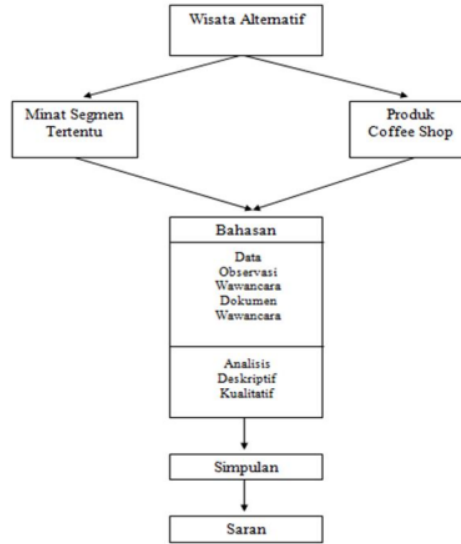 Wisata Alternatif
Minat Segmen
Tertentu
Produk
Coffee Shop
Bahasan
Data
Observasi
Wawancara
Dokumen
Wawancara
Analisis
Deskriptif
Kualitatif
Simpulan
Saran